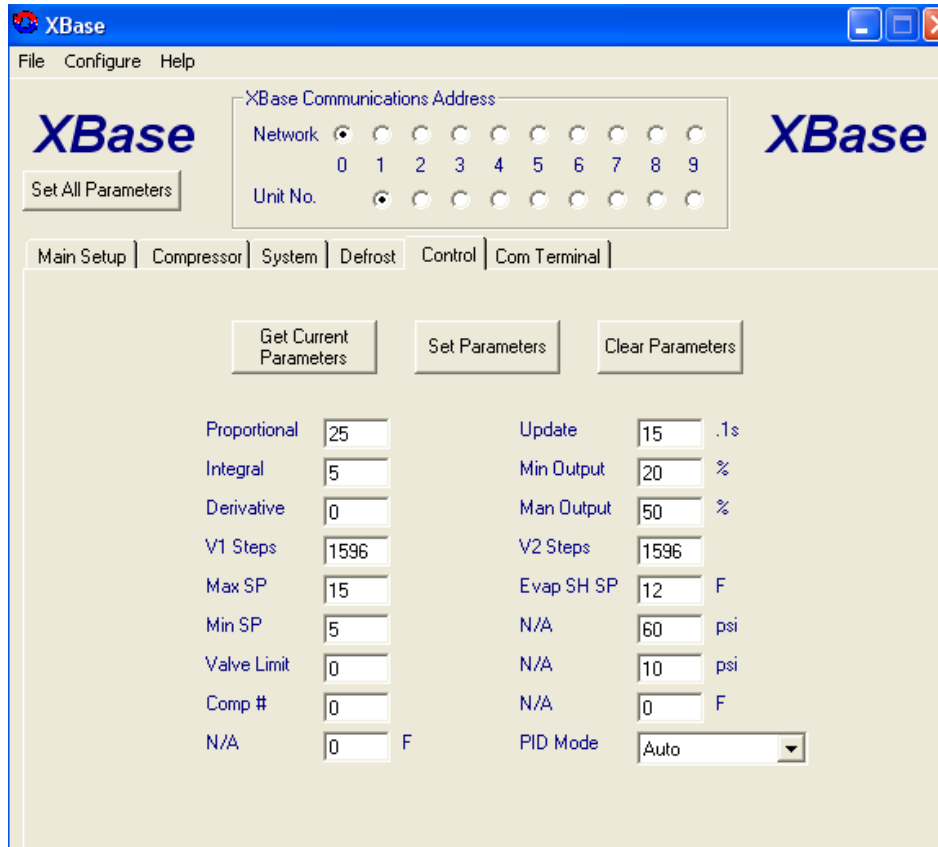 XBase
File Configure Help
XBase Communications Address
XBase
Network
XBase
0 1 2 3 4 5 6 7 8 9
Set All Parameters
Unit No.
Main Setup Compressor System Defrost Control Com Terminal
Get Current
Parameters
Set Parameters
Clear Parameters
Proportional 25 Update 15 .1s
Integral 5 Min Output 20 %
Derivative 0 Man Output 50 %
V1 Steps 1596 V2 Steps 1596
Max SP 15 Evap SH SP 12 F
Min SP 5 N/A 60 psi
Valve Limit 0 N/A 10 psi
Comp # 0 N/A 0 F
N/A 0 F PID Mode Auto